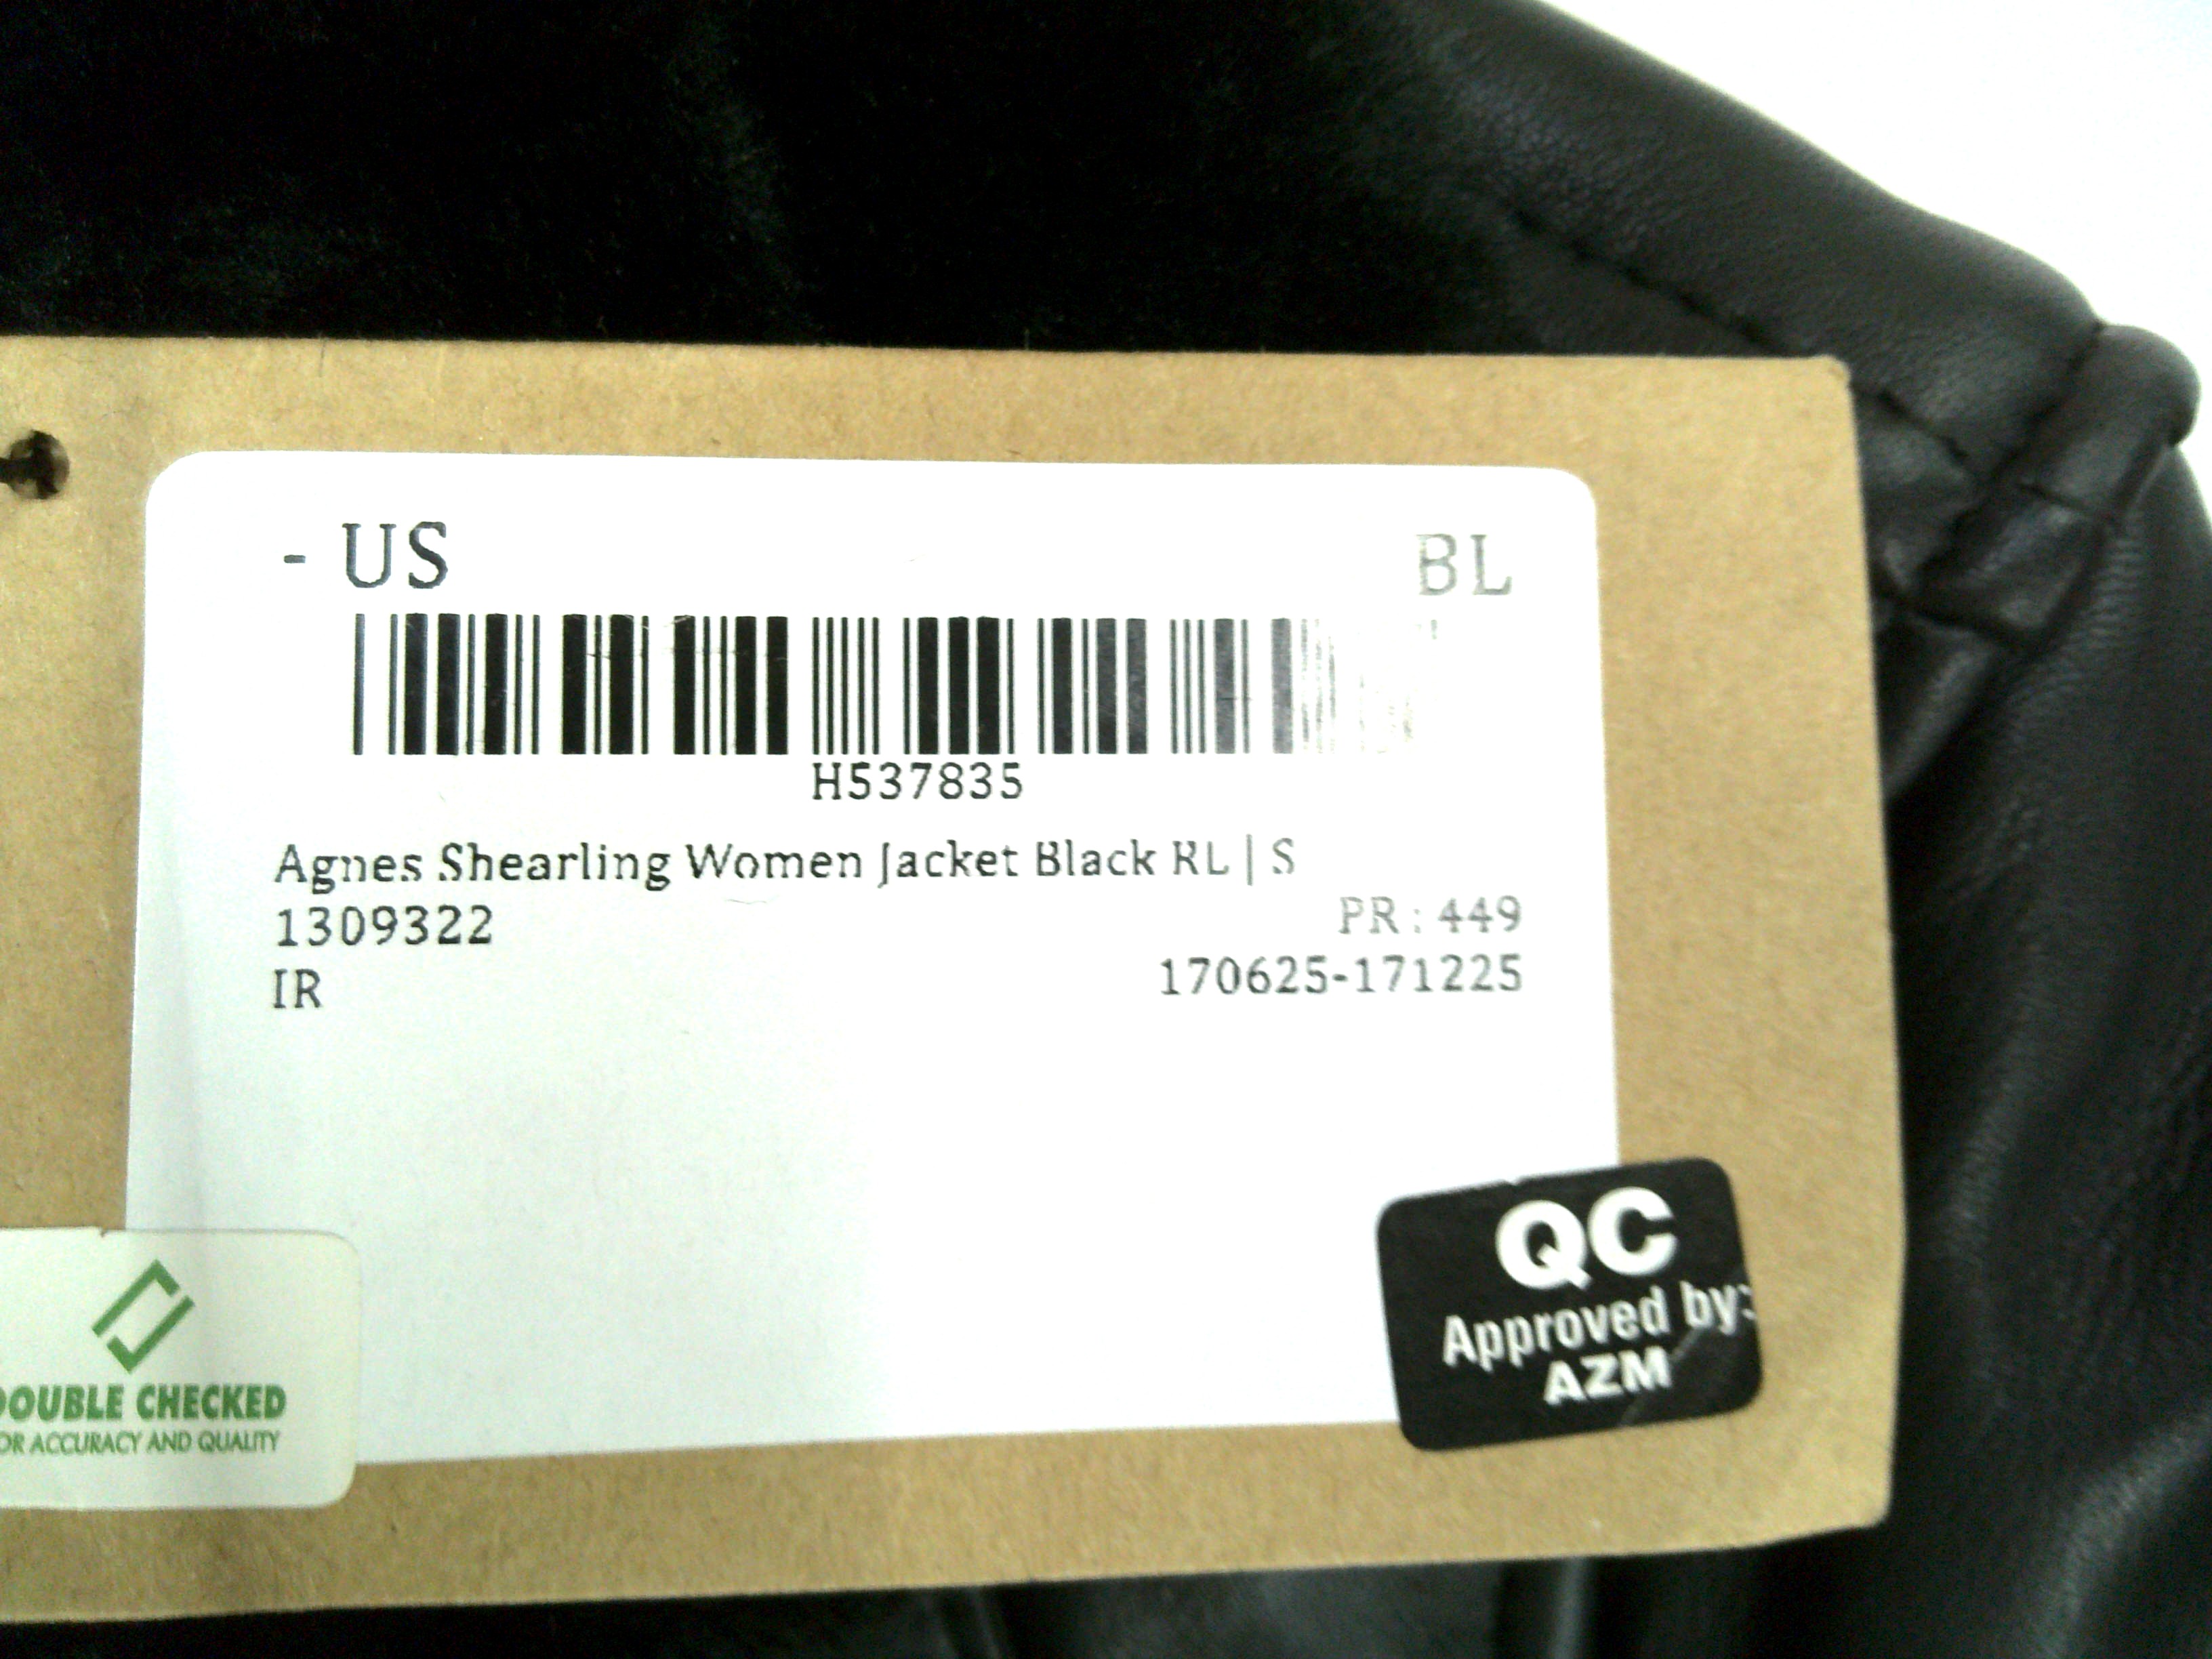 - US BL
H537835
Agnes Shearling Women Jacket Black RL | S
1309322 PR : 449
IR 170625-171225
QC
Approved by:
AZM
DOUBLE CHECKED
OR ACCURACY AND QUALITY